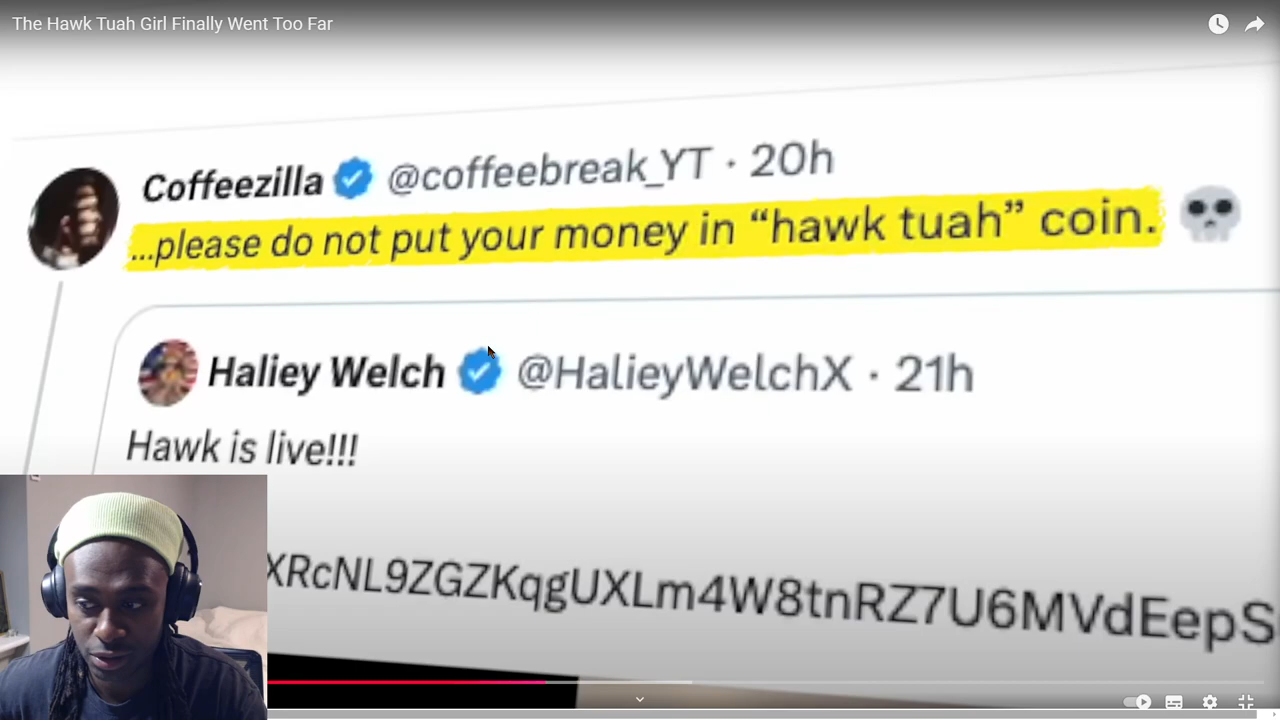 The Hawk Tuah Girl Finally Went Too Far
Coffeezilla @coffeebreak_YT · 20h
...please do not put your money in “hawk tuah” coin. 💀
Haliey Welch @HalieyWelchX · 21h
Hawk is live!!!
XRcNL9ZGZKqgUXLm4W8tnRZ7U6MVdEepS